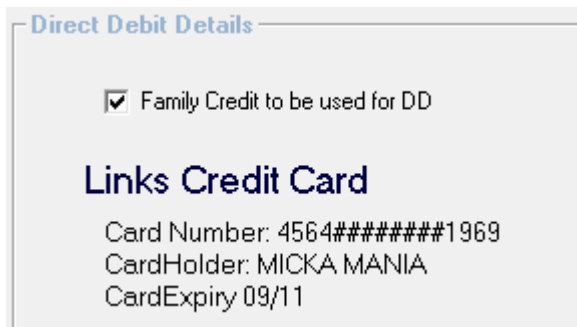 Direct Debit Details
Family Credit to be used for DD
Links Credit Card
Card Number: 4564########1969
CardHolder: MICKA MANIA
CardExpiry 09/11